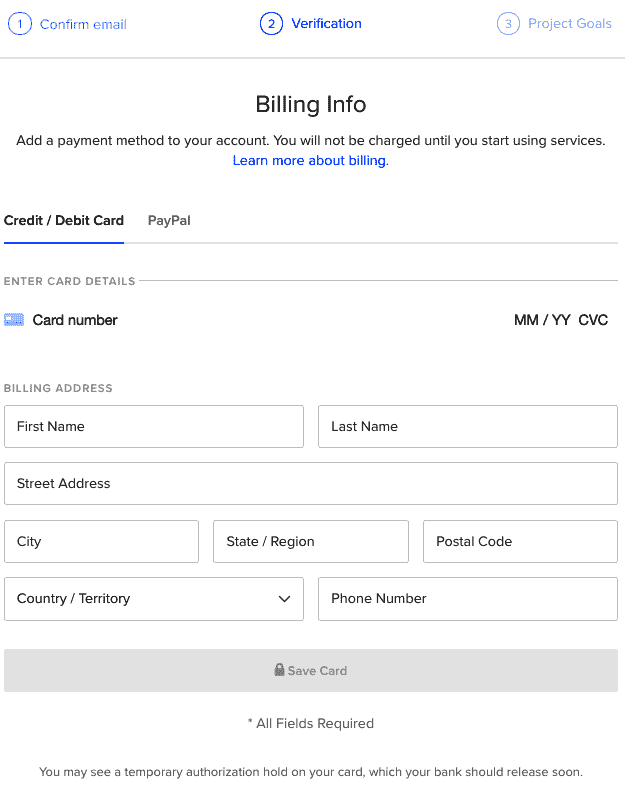 1 Confirm email 2 Verification 3 Project Goals
Billing Info
Add a payment method to your account. You will not be charged until you start using services.
Learn more about billing.
Credit / Debit Card PayPal
ENTER CARD DETAILS
Card number MM / YY CVC
BILLING ADDRESS
First Name Last Name
Street Address
City State / Region Postal Code
Country / Territory Phone Number
Save Card
* All Fields Required
You may see a temporary authorization hold on your card, which your bank should release soon.